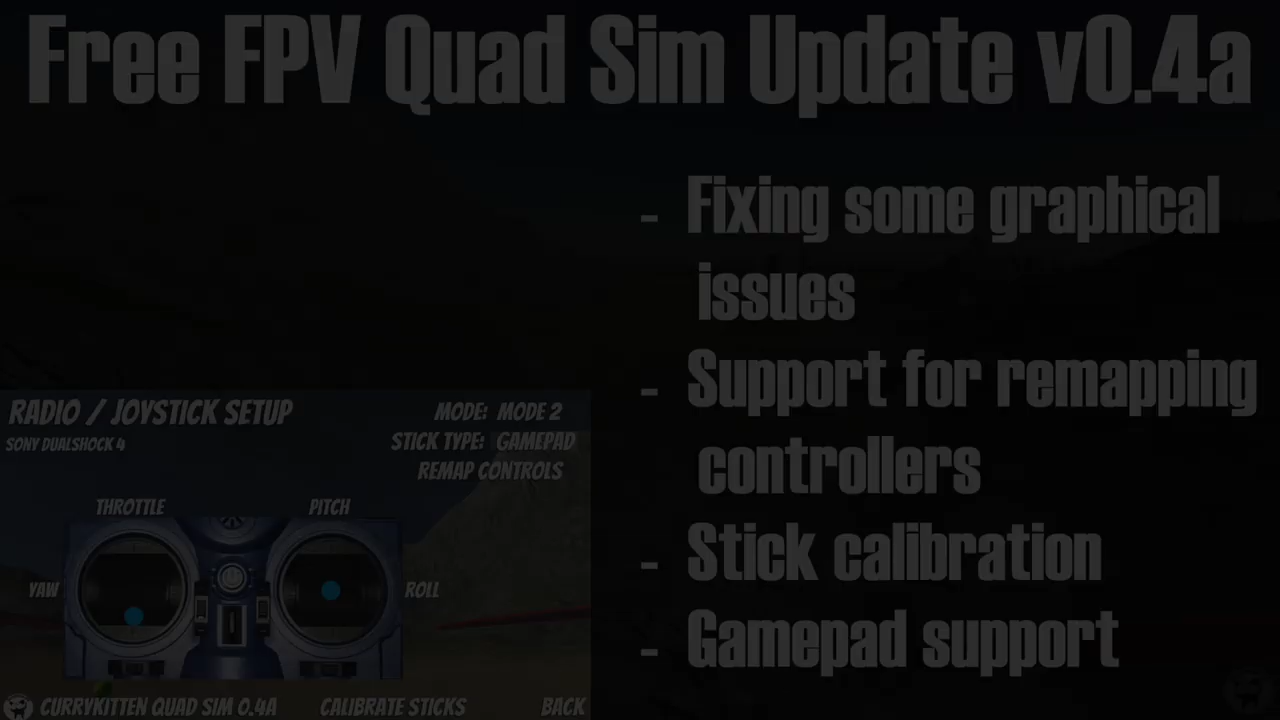 Free FPV Quad Sim Update v0.4a
- Fixing some graphical
issues
- Support for remapping
controllers
- Stick calibration
- Gamepad support
RADIO / JOYSTICK SETUP
SONY DUALSHOCK 4
MODE: MODE 2
STICK TYPE: GAMEPAD
REMAP CONTROLS
THROTTLE
PITCH
YAW
ROLL
CURRYKITTEN QUAD SIM 0.4A
CALIBRATE STICKS
BACK